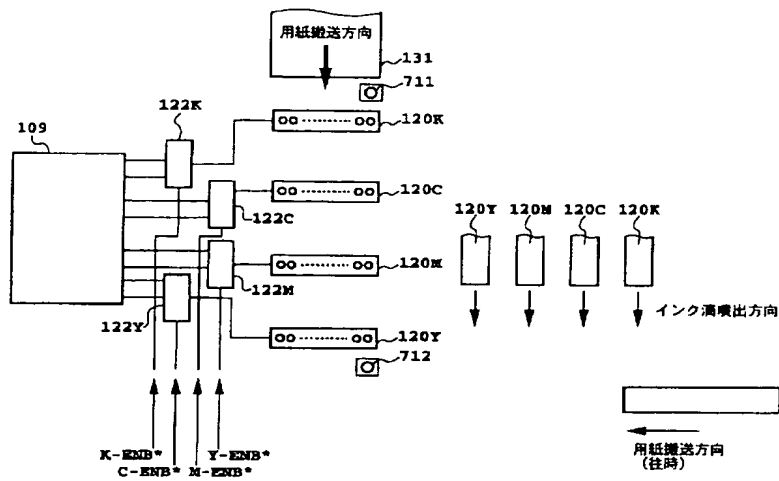 用紙搬送方向
131
711
122K
109
120K
120C
120Y 120M 120C 120K
122C
120M
122M
インク滴噴出方向
122Y
120Y
712
K-ENB* Y-ENB*
C-ENB* M-ENB*
用紙搬送方向
(往時)